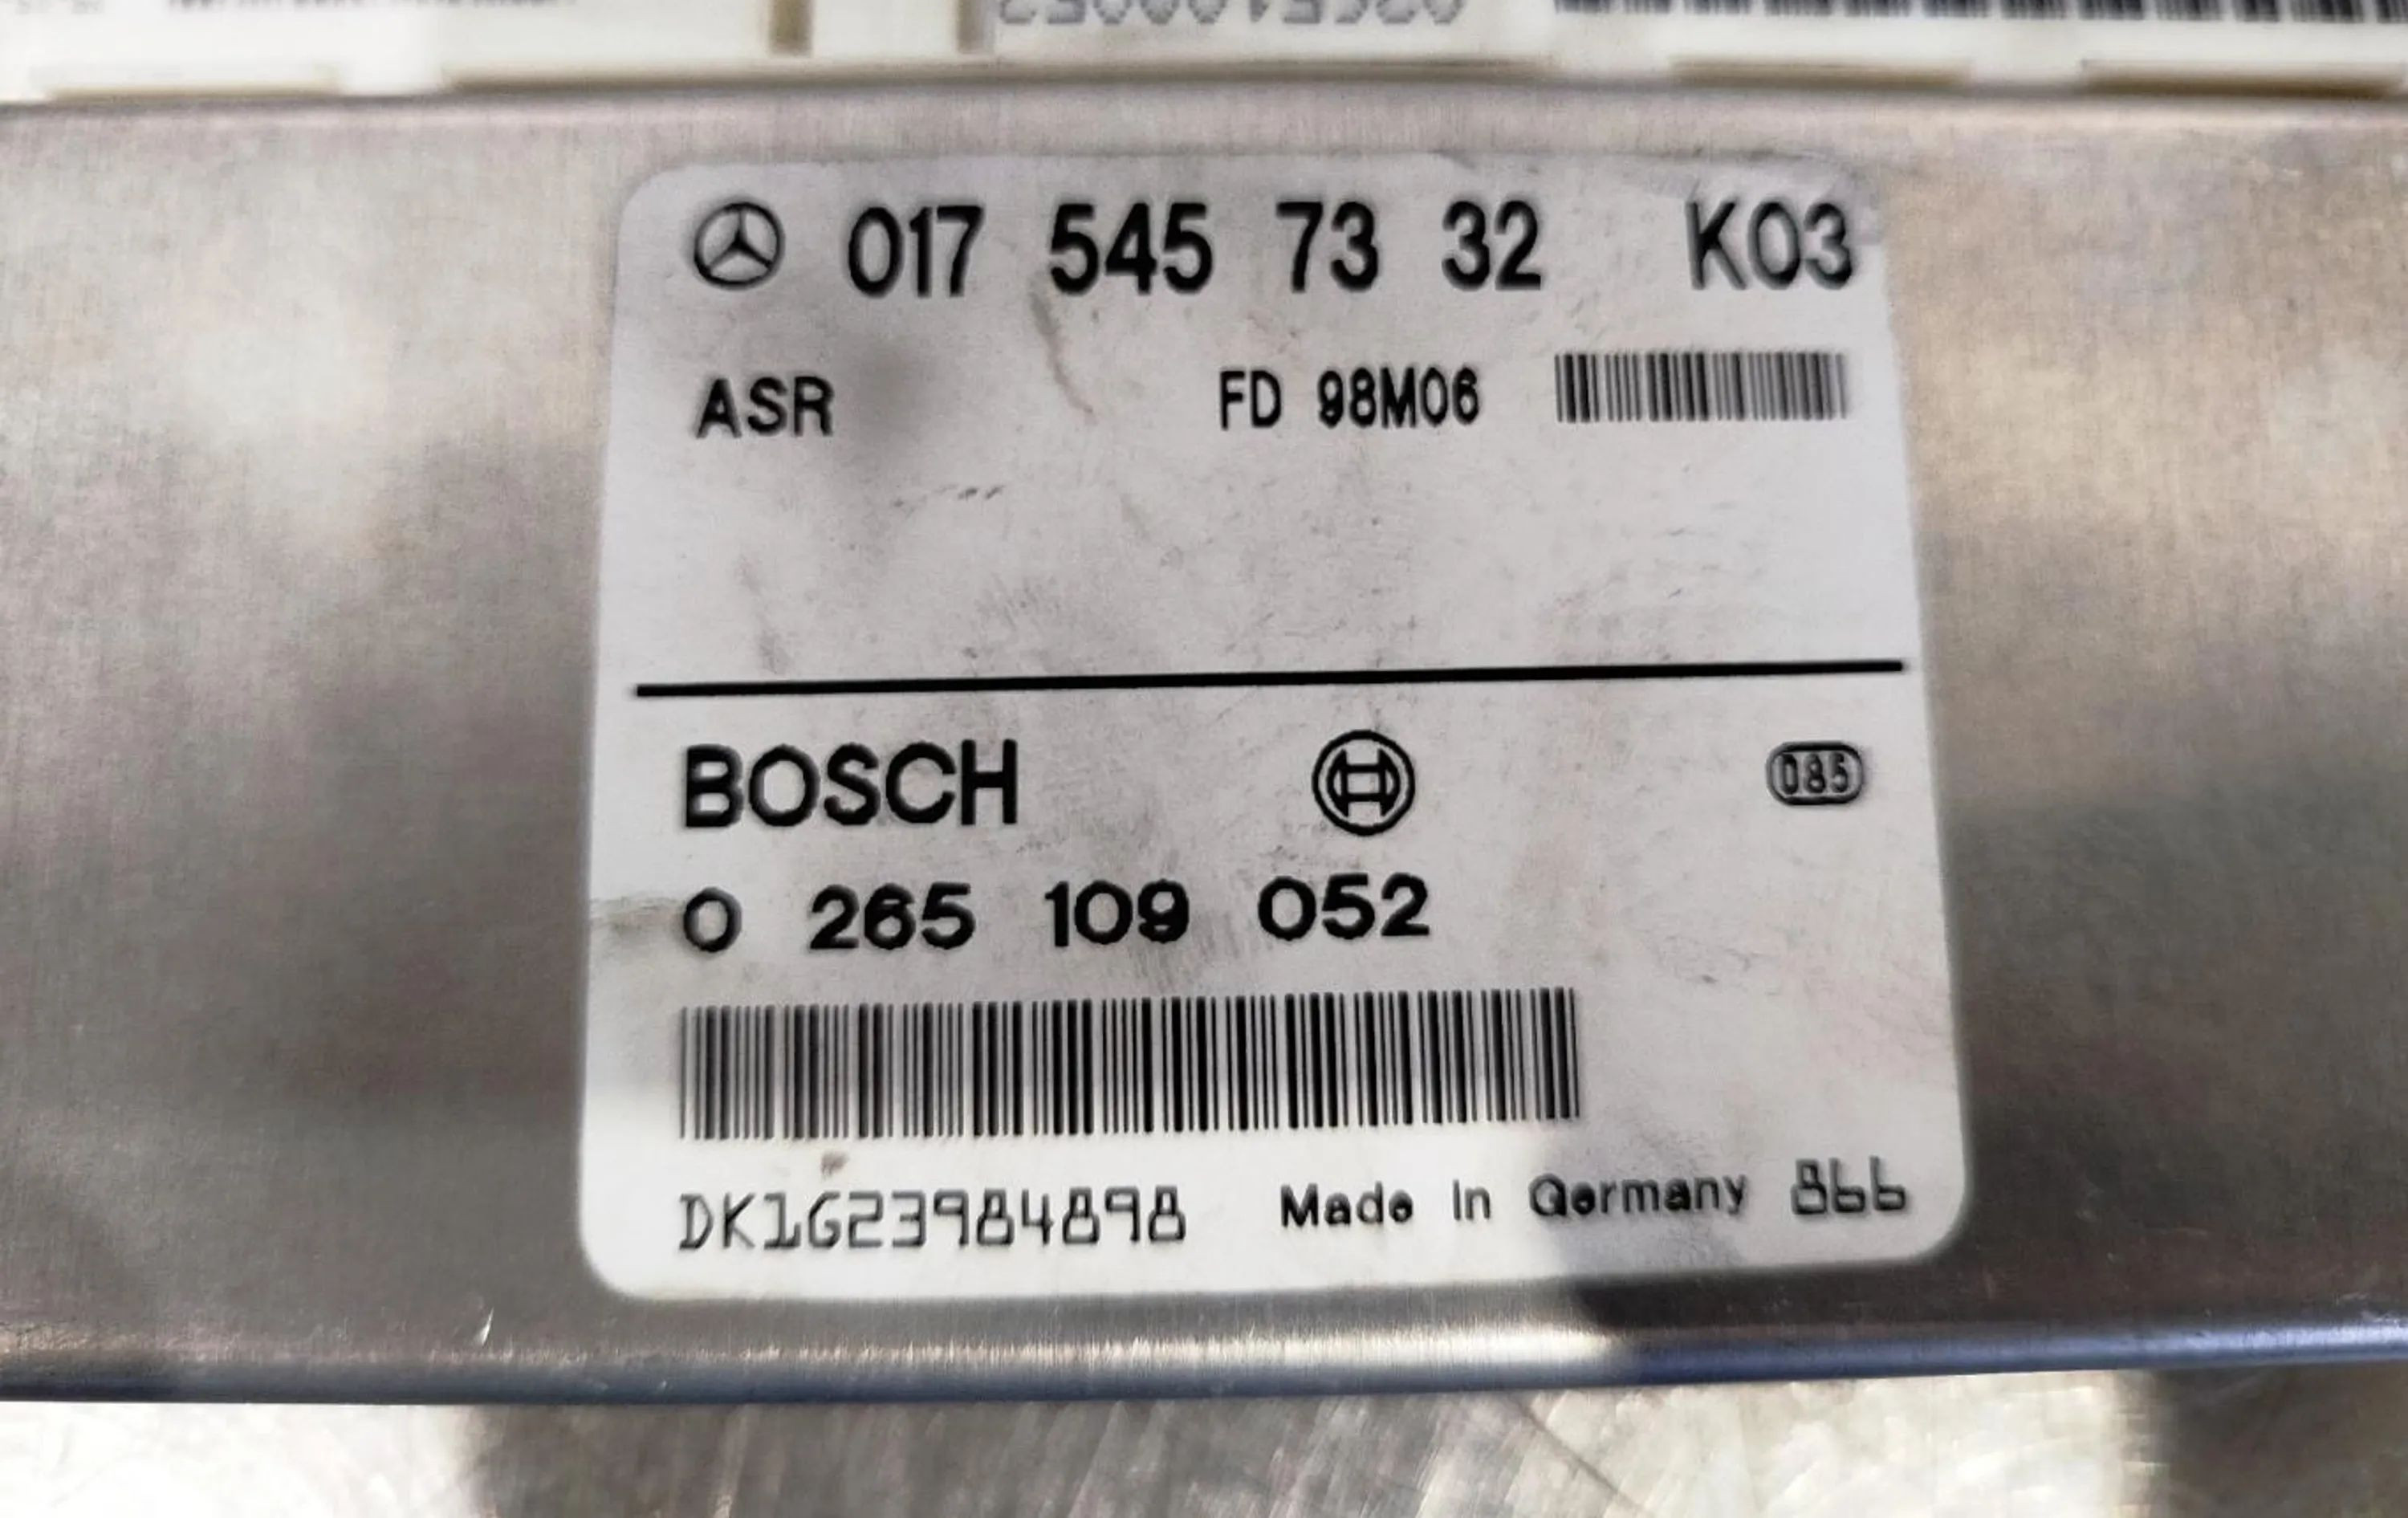 017 545 73 32 K03
ASR FD 98M06
BOSCH 085
0 265 109 052
DK1G23984898 Made In Germany 866